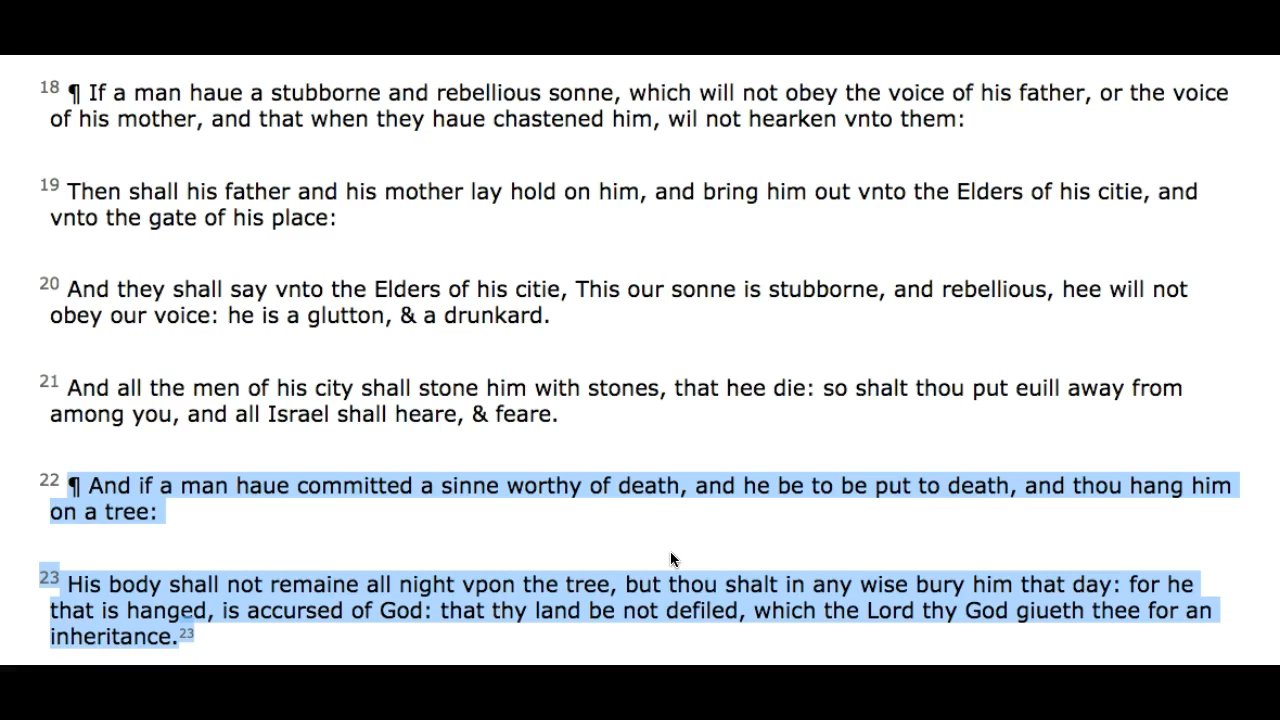 18 ¶ If a man haue a stubborne and rebellious sonne, which will not obey the voice of his father, or the voice
of his mother, and that when they haue chastened him, wil not hearken vnto them:
19 Then shall his father and his mother lay hold on him, and bring him out vnto the Elders of his citie, and
vnto the gate of his place:
20 And they shall say vnto the Elders of his citie, This our sonne is stubborne, and rebellious, hee will not
obey our voice: he is a glutton, & a drunkard.
21 And all the men of his city shall stone him with stones, that hee die: so shalt thou put euill away from
among you, and all Israel shall heare, & feare.
22 ¶ And if a man haue committed a sinne worthy of death, and he be to be put to death, and thou hang him
on a tree:
23 His body shall not remaine all night vpon the tree, but thou shalt in any wise bury him that day: for he
that is hanged, is accursed of God: that thy land be not defiled, which the Lord thy God giueth thee for an
inheritance.23